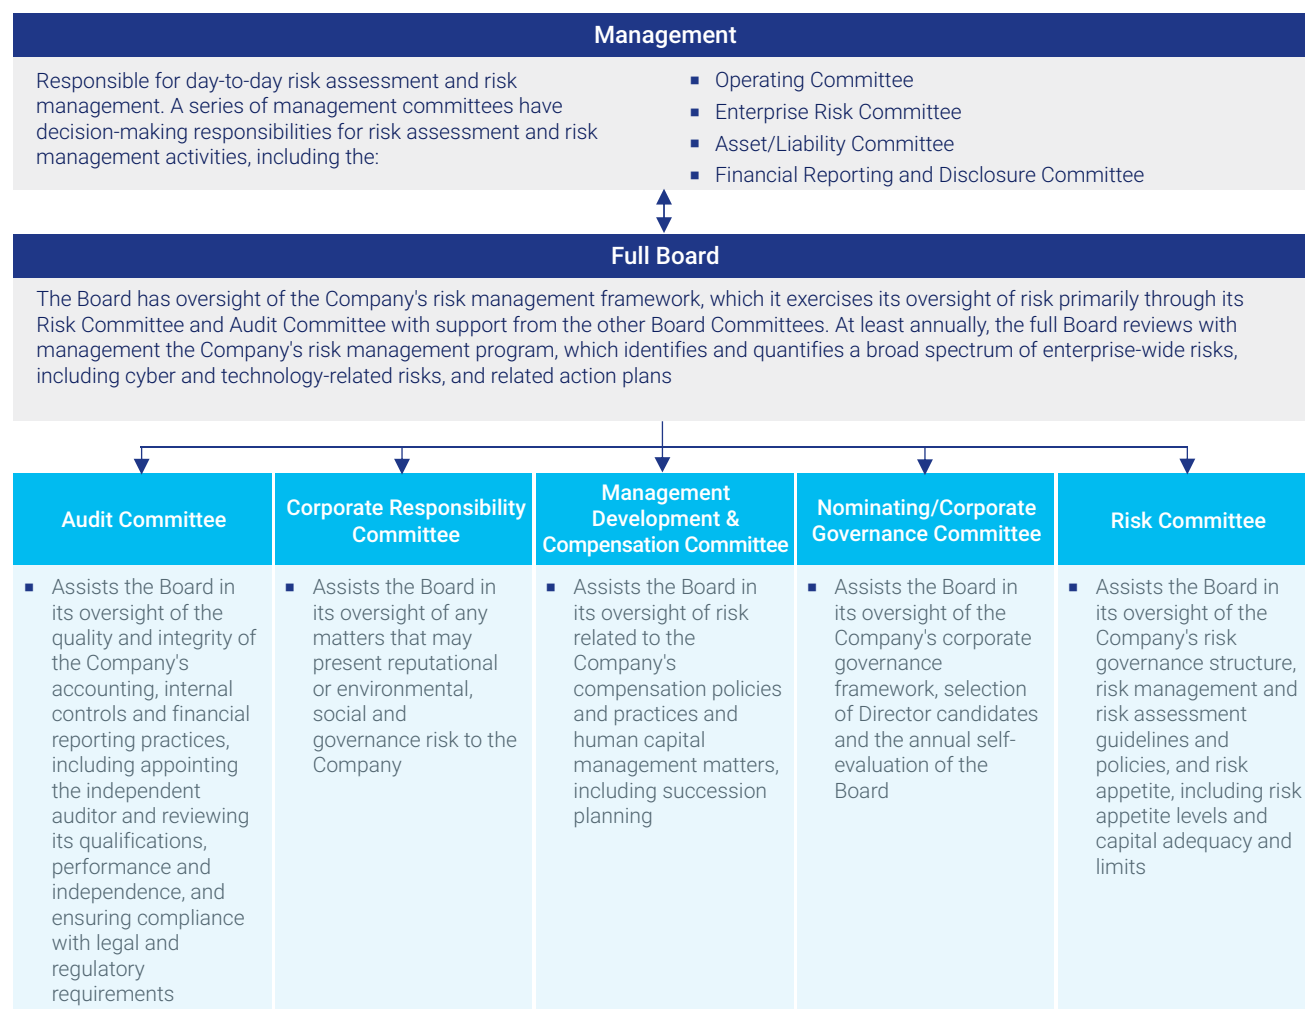 Management
Responsible for day-to-day risk assessment and risk
management. A series of management committees have
decision-making responsibilities for risk assessment and risk
management activities, including the:
▪ Operating Committee
▪ Enterprise Risk Committee
▪ Asset/Liability Committee
▪ Financial Reporting and Disclosure Committee
Full Board
The Board has oversight of the Company's risk management framework, which it exercises its oversight of risk primarily through its
Risk Committee and Audit Committee with support from the other Board Committees. At least annually, the full Board reviews with
management the Company's risk management program, which identifies and quantifies a broad spectrum of enterprise-wide risks,
including cyber and technology-related risks, and related action plans
Audit Committee
▪ Assists the Board in
its oversight of the
quality and integrity of
the Company's
accounting, internal
controls and financial
reporting practices,
including appointing
the independent
auditor and reviewing
its qualifications,
performance and
independence, and
ensuring compliance
with legal and
regulatory
requirements
Corporate Responsibility
Committee
▪ Assists the Board in
its oversight of any
matters that may
present reputational
or environmental,
social and
governance risk to the
Company
Management
Development &
Compensation Committee
▪ Assists the Board in
its oversight of risk
related to the
Company's
compensation policies
and practices and
human capital
management matters,
including succession
planning
Nominating/Corporate
Governance Committee
▪ Assists the Board in
its oversight of the
Company's corporate
governance
framework, selection
of Director candidates
and the annual self-
evaluation of the
Board
Risk Committee
▪ Assists the Board in
its oversight of the
Company's risk
governance structure,
risk management and
risk assessment
guidelines and
policies, and risk
appetite, including risk
appetite levels and
capital adequacy and
limits